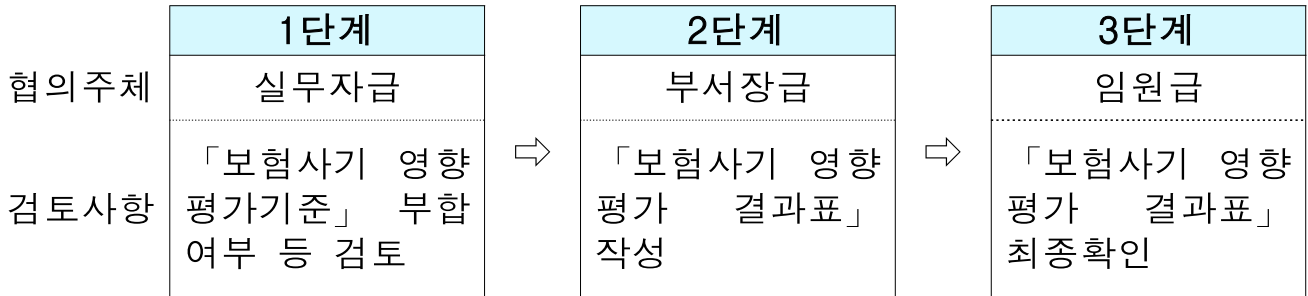 1단계
2단계
3단계
협의주체
실무자급
부서장급
임원급
검토사항
「보험사기 영향
평가기준」 부합
여부 등 검토
⇨
「보험사기 영향
평가 결과표」
작성
⇨
「보험사기 영향
평가 결과표」
최종확인